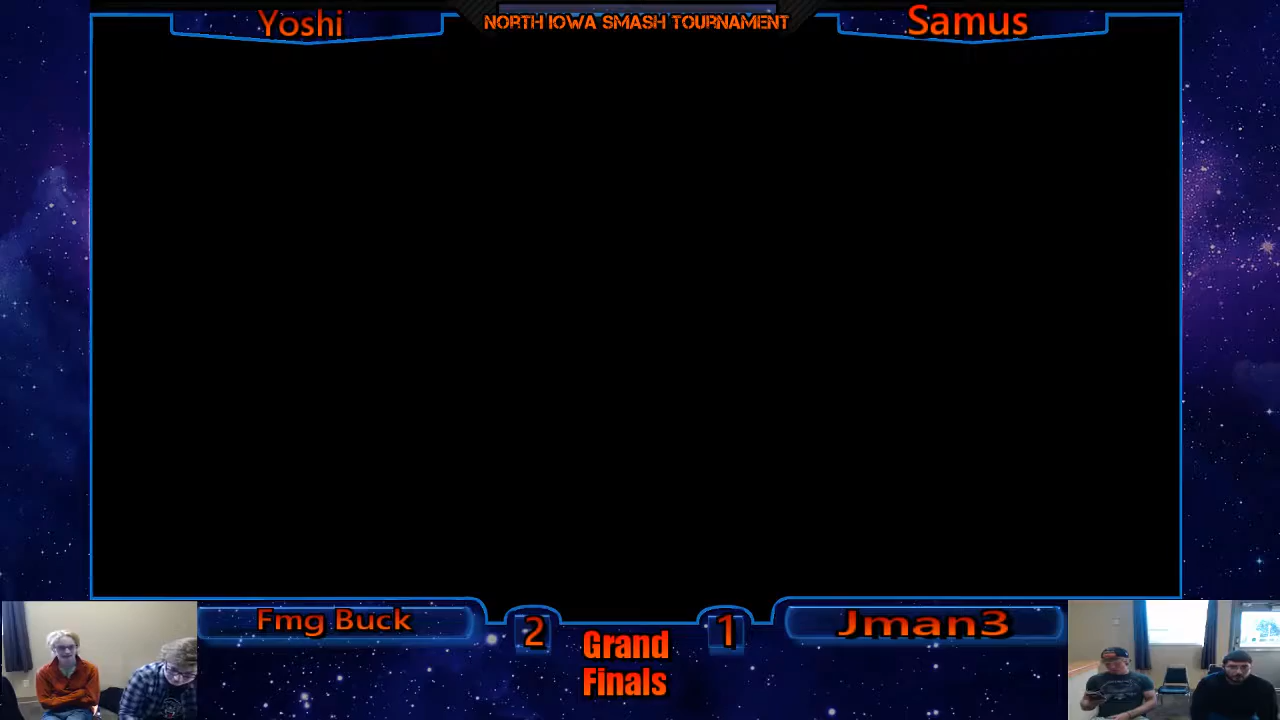 Yoshi
NORTH IOWA SMASH TOURNAMENT
Samus
Fmg Buck
2
Grand
Finals
1
Jman3